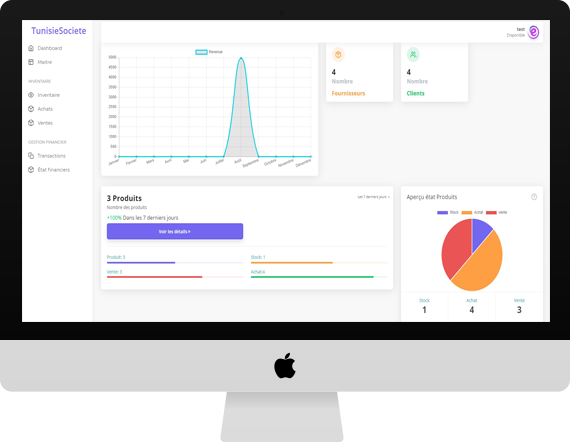 TunisieSociete
test
Disponible
Dashboard
Maitre
INVENTAIRE
Inventaire
Achats
Ventes
GESTION FINANCIER
Transactions
État financiers
Revenue
5000
4500
4000
3500
3000
2500
2000
1500
1000
500
0
Janvier
Février
Mars
Avril
Mai
Juin
Juillet
Août
Septembre
Octobre
Novembre
Décembre
4
Nombre
Fournisseurs
4
Nombre
Clients
3 Produits
Les 7 derniers jours
Nombre des produits
+100% Dans les 7 derniers jours
Voir les détails
Produit: 3
Stock: 1
Vente: 3
Achat:4
Aperçu état Produits
Stock
Achat
Vente
Stock
Achat
Vente
1
4
3